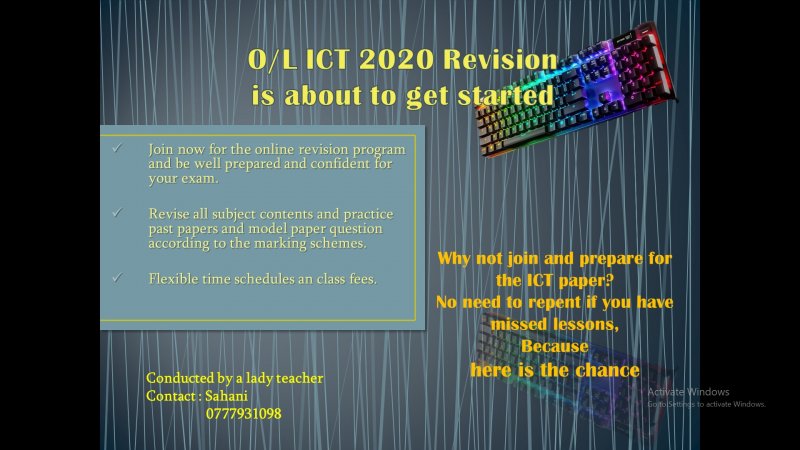 O/L ICT 2020 Revision
is about to get started
✓ Join now for the online revision program
and be well prepared and confident for
your exam.
✓ Revise all subject contents and practice
past papers and model paper question
according to the marking schemes.
✓ Flexible time schedules an class fees.
Why not join and prepare for
the ICT paper?
No need to repent if you have
missed lessons,
Because
here is the chance
Conducted by a lady teacher
Contact : Sahani
0777931098
Activate Windows
Go to Settings to activate Windows.